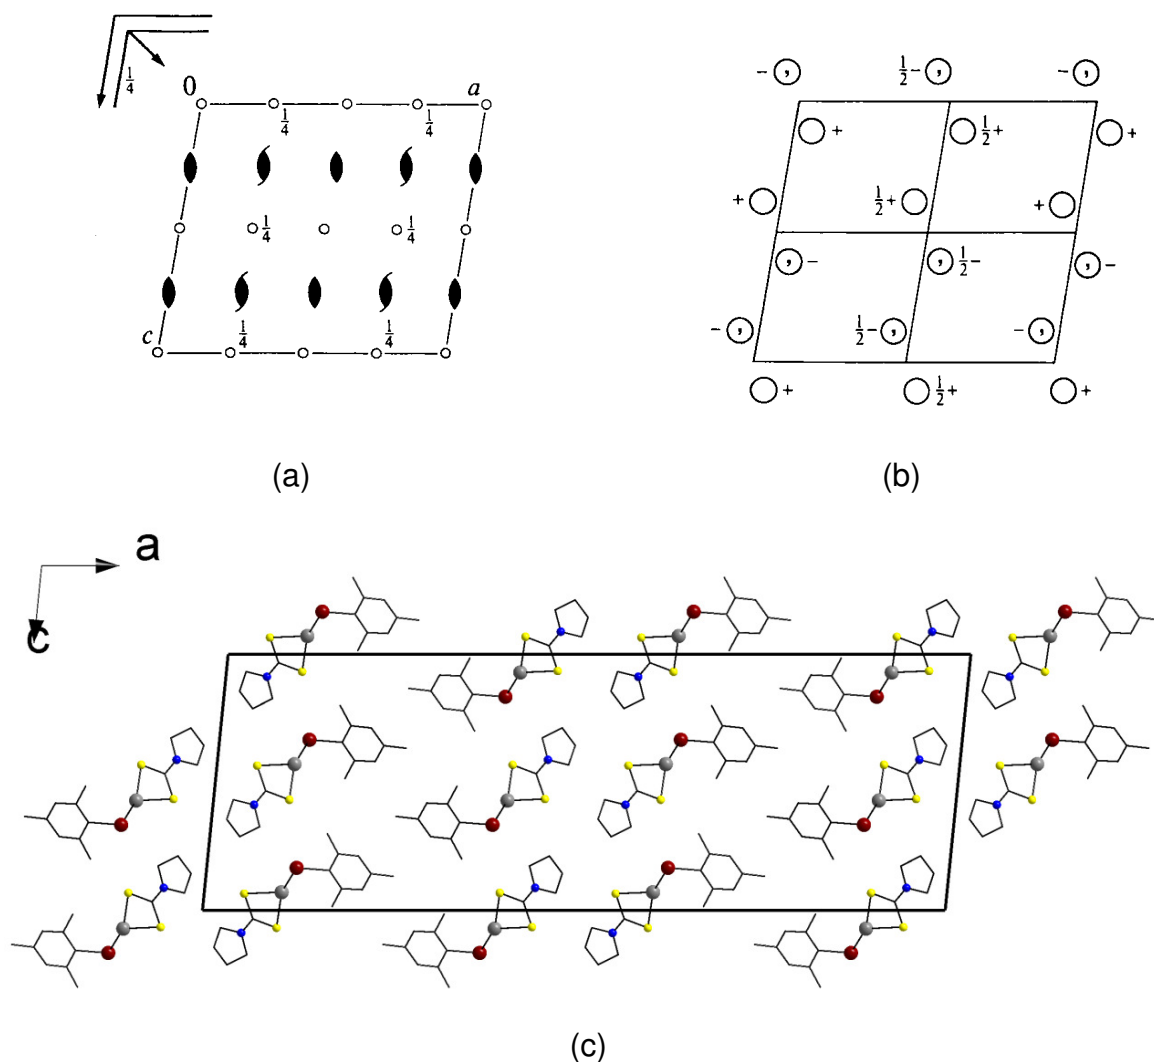 1/4
0
a
1/4 1/4
1/4 1/4
1/4 1/4
c
(a)
- , 1/2- , - ,
+ 1/2+ +
+ 1/2+ +
, - , 1/2- , -
- , 1/2- , - ,
+ 1/2+ +
(b)
a
c
(c)